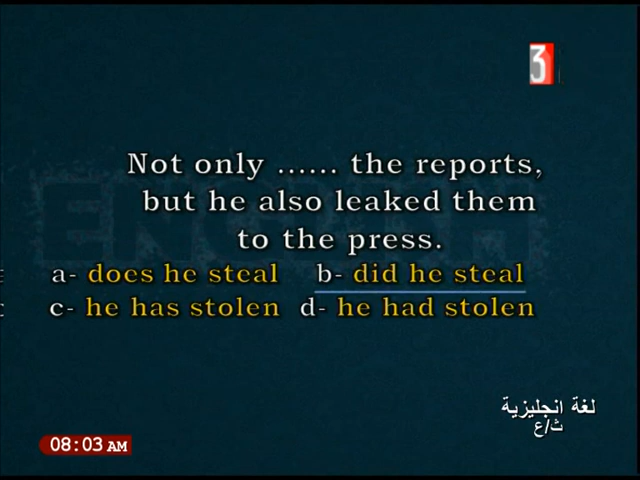 3
ENGLISH
Not only ...... the reports,
but he also leaked them
to the press.
a- does he steal b- did he steal
c- he has stolen d- he had stolen
لغة انجليزية
ث/ع
08:03 AM